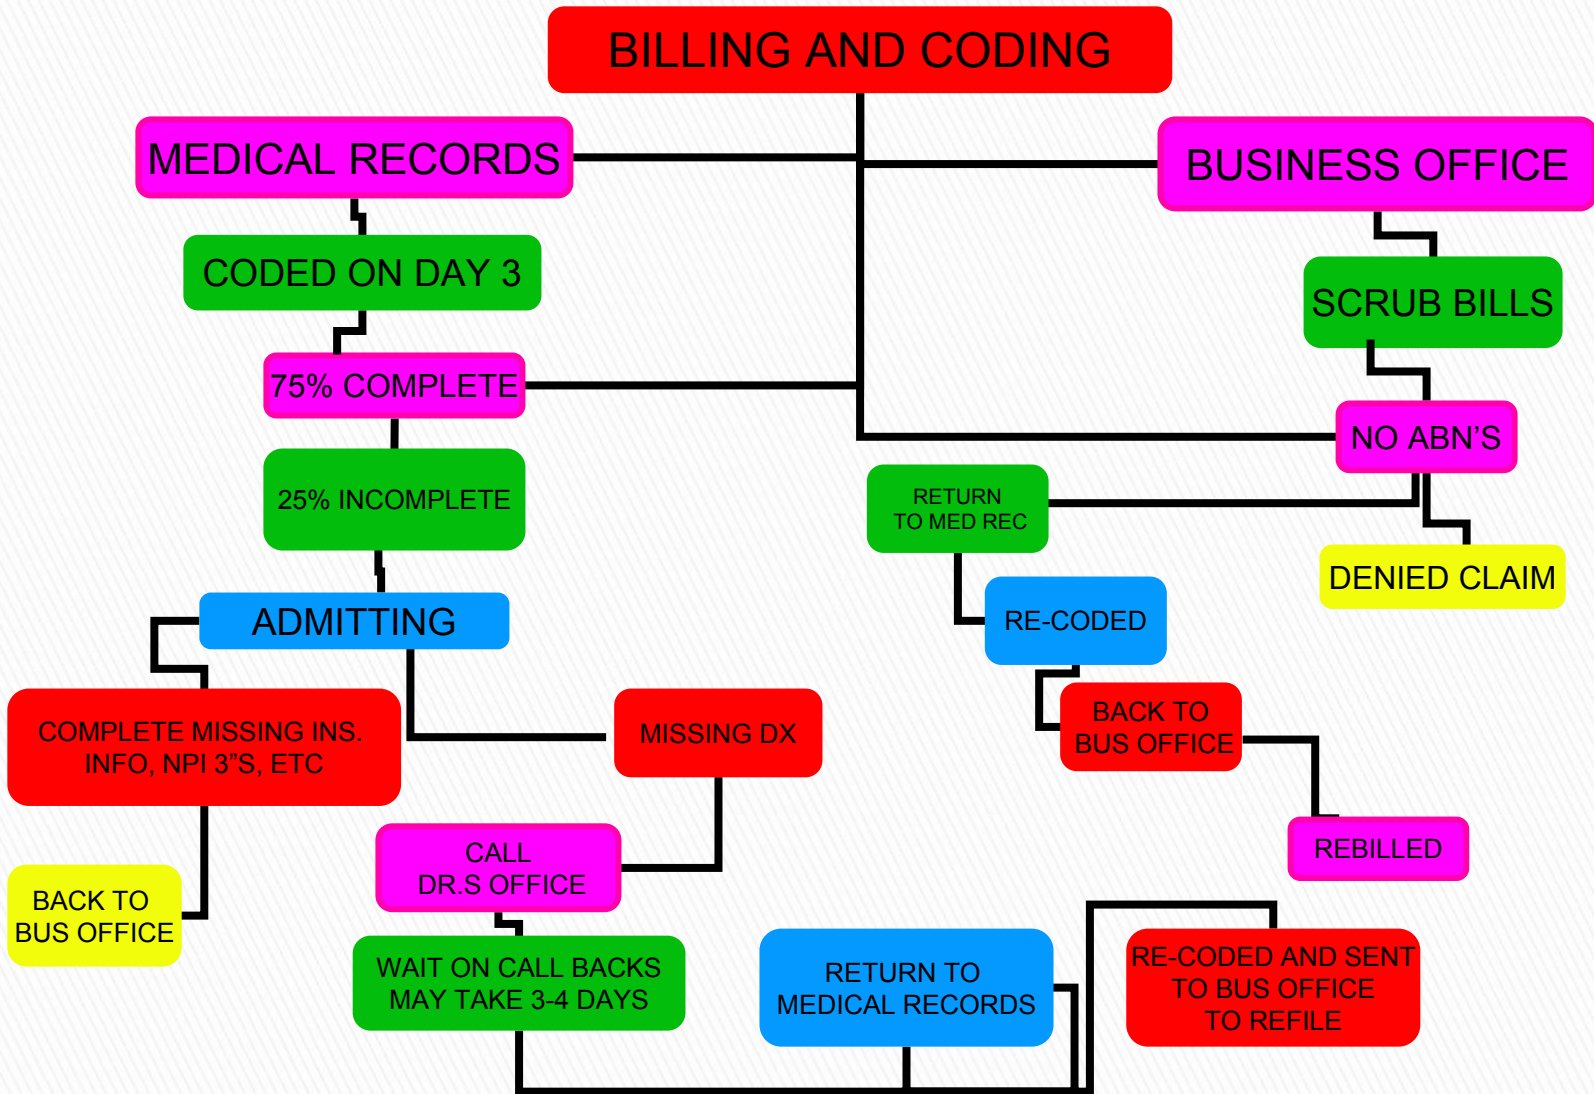 BILLING AND CODING
MEDICAL RECORDS
BUSINESS OFFICE
CODED ON DAY 3
SCRUB BILLS
75% COMPLETE
NO ABN’S
25% INCOMPLETE
RETURN
TO MED REC
DENIED CLAIM
ADMITTING
RE-CODED
COMPLETE MISSING INS.
INFO, NPI 3”S, ETC
MISSING DX
BACK TO
BUS OFFICE
CALL
DR.S OFFICE
REBILLED
BACK TO
BUS OFFICE
WAIT ON CALL BACKS
MAY TAKE 3-4 DAYS
RETURN TO
MEDICAL RECORDS
RE-CODED AND SENT
TO BUS OFFICE
TO REFILE